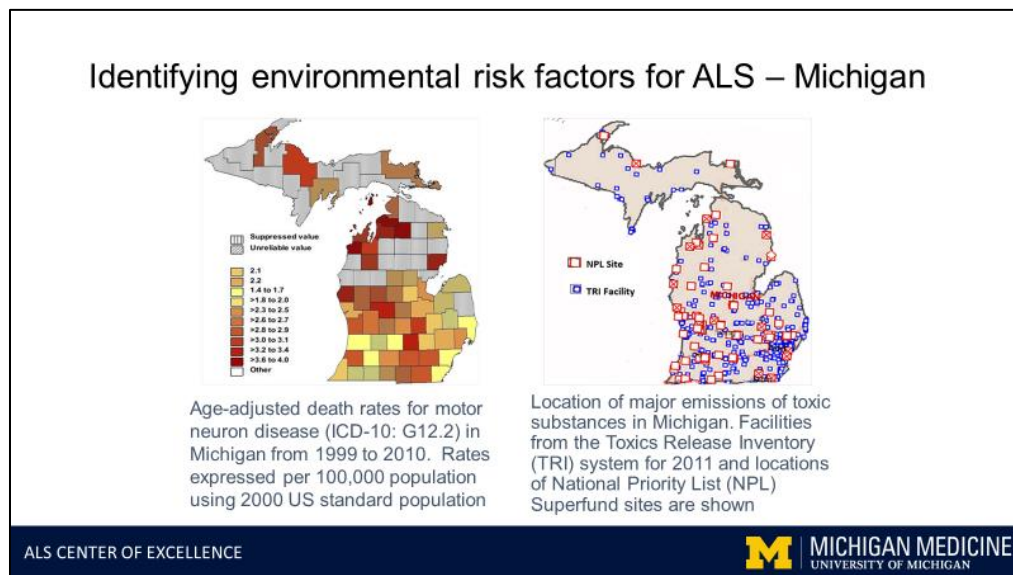 Identifying environmental risk factors for ALS – Michigan
Suppressed value
Unreliable value
2.1
2.2
1.4 to 1.7
>1.8 to 2.0
>2.3 to 2.5
>2.6 to 2.7
>2.8 to 2.9
>3.0 to 3.1
>3.2 to 3.4
>3.6 to 4.0
Other
NPL Site
TRI Facility
MICHIGAN
Age-adjusted death rates for motor
neuron disease (ICD-10: G12.2) in
Michigan from 1999 to 2010. Rates
expressed per 100,000 population
using 2000 US standard population
Location of major emissions of toxic
substances in Michigan. Facilities
from the Toxics Release Inventory
(TRI) system for 2011 and locations
of National Priority List (NPL)
Superfund sites are shown
ALS CENTER OF EXCELLENCE
M
MICHIGAN MEDICINE
UNIVERSITY OF MICHIGAN